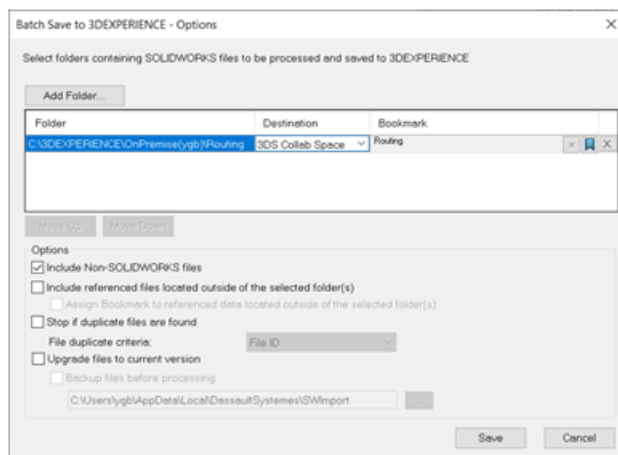 Batch Save to 3DEXPERIENCE - Options
Select folders containing SOLIDWORKS files to be processed and saved to 3DEXPERIENCE
Add Folder...
Folder Destination Bookmark
C:\3DEXPERIENCE\OnPremise(ygb)\Routing 3DS Collab Space Routing
Move Up Move Down
Options
Include Non-SOLIDWORKS files
Include referenced files located outside of the selected folder(s)
Assign Bookmark to referenced data located outside of the selected folder(s)
Stop if duplicate files are found
File duplicate criteria: File ID
Upgrade files to current version
Backup files before processing
C:\Users\ygb\AppData\Local\DassaultSystemes\SWImport
Save Cancel